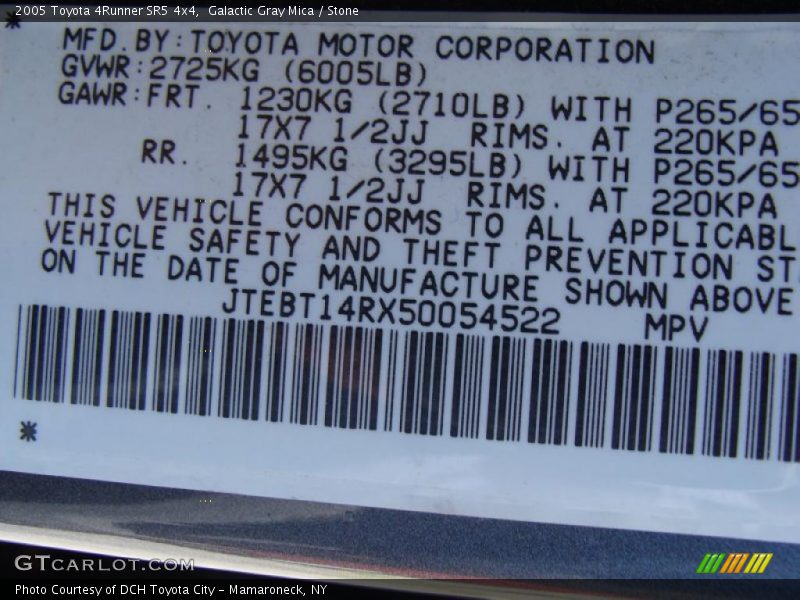 2005 Toyota 4Runner SR5 4x4,  Galactic Gray Mica / Stone
MFD.BY:TOYOTA MOTOR CORPORATION
GVWR:2725KG (6005LB)
GAWR:FRT. 1230KG (2710LB) WITH P265/65
17X7 1/2JJ RIMS. AT 220KPA
RR. 1495KG (3295LB) WITH P265/65
17X7 1/2JJ RIMS. AT 220KPA
THIS VEHICLE CONFORMS TO ALL APPLICABL
VEHICLE SAFETY AND THEFT PREVENTION ST
ON THE DATE OF MANUFACTURE SHOWN ABOVE
JTEBT14RX50054522 MPV
*
*
GTCARLOT.COM
Photo Courtesy of DCH Toyota City - Mamaroneck, NY